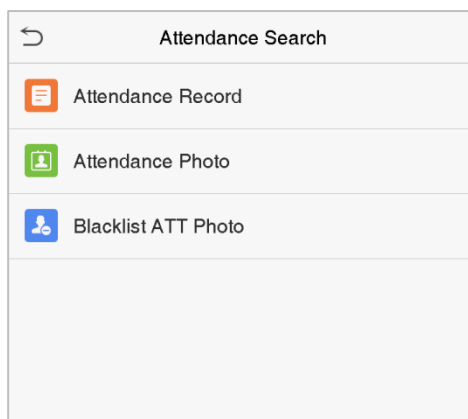 Attendance Search
Attendance Record
Attendance Photo
Blacklist ATT Photo